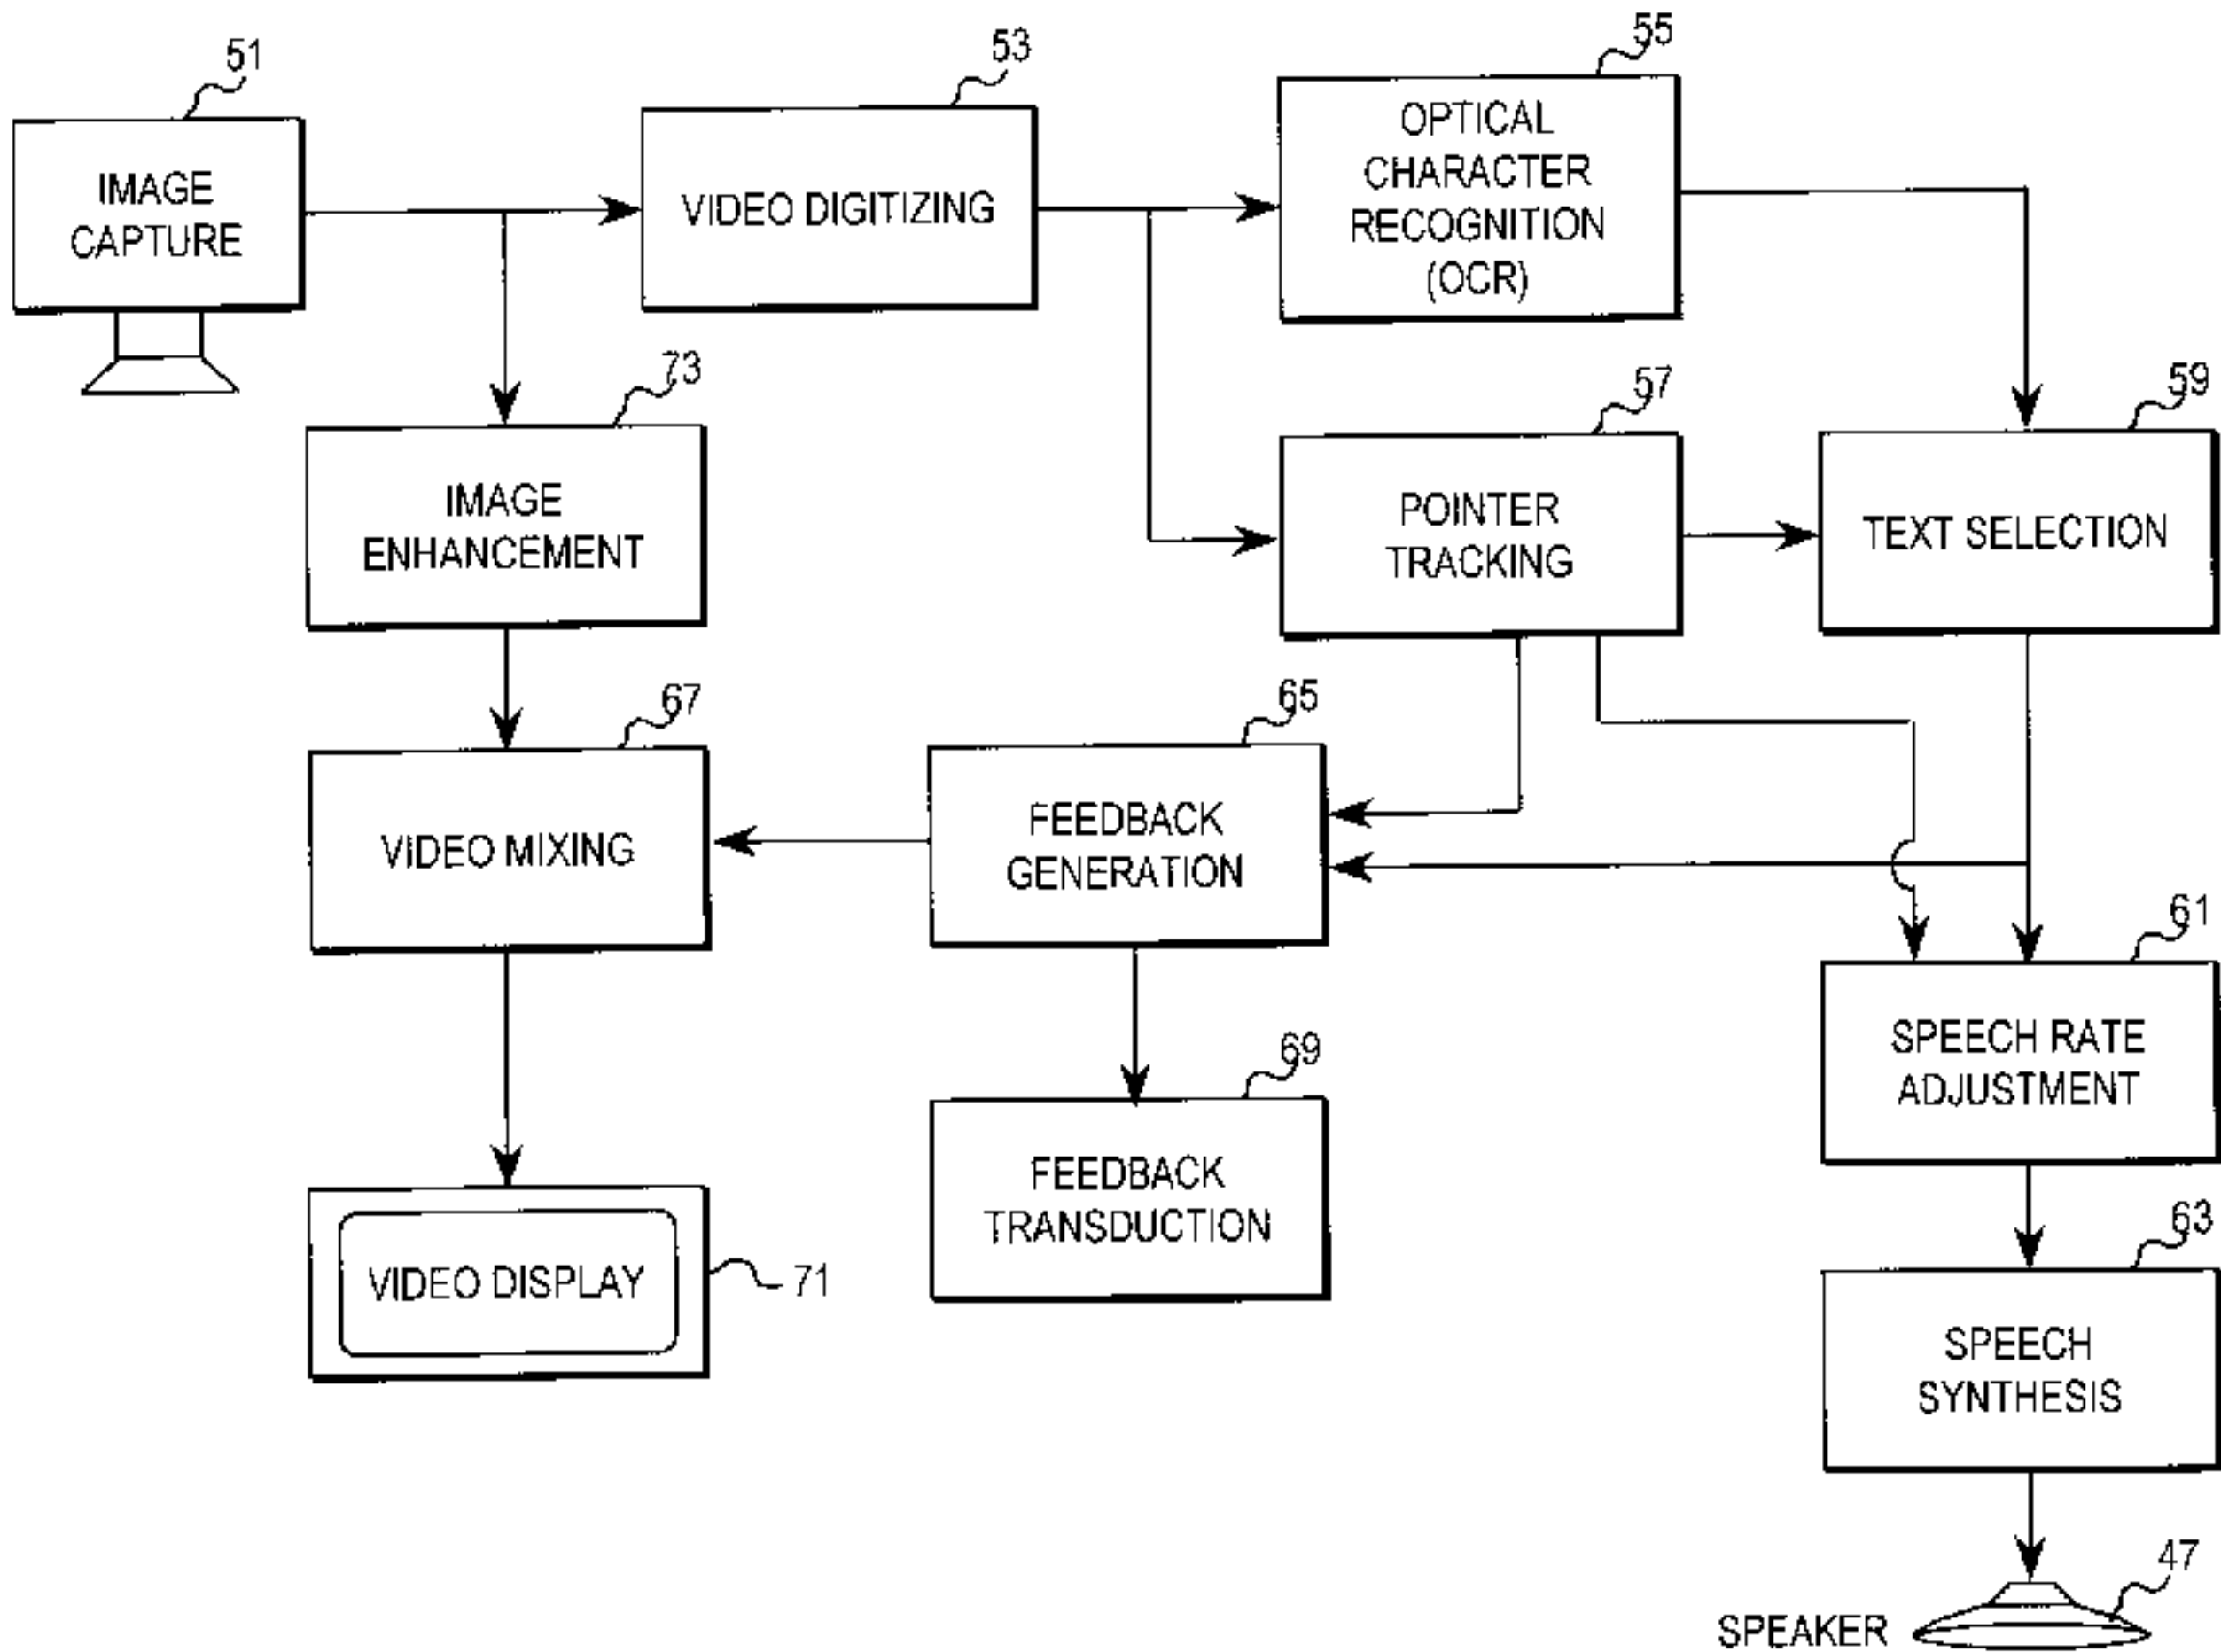 51
IMAGE
CAPTURE
53
VIDEO DIGITIZING
55
OPTICAL
CHARACTER
RECOGNITION
(OCR)
73
IMAGE
ENHANCEMENT
57
POINTER
TRACKING
59
TEXT SELECTION
67
VIDEO MIXING
65
FEEDBACK
GENERATION
61
SPEECH RATE
ADJUSTMENT
69
FEEDBACK
TRANSDUCTION
71
VIDEO DISPLAY
63
SPEECH
SYNTHESIS
47
SPEAKER